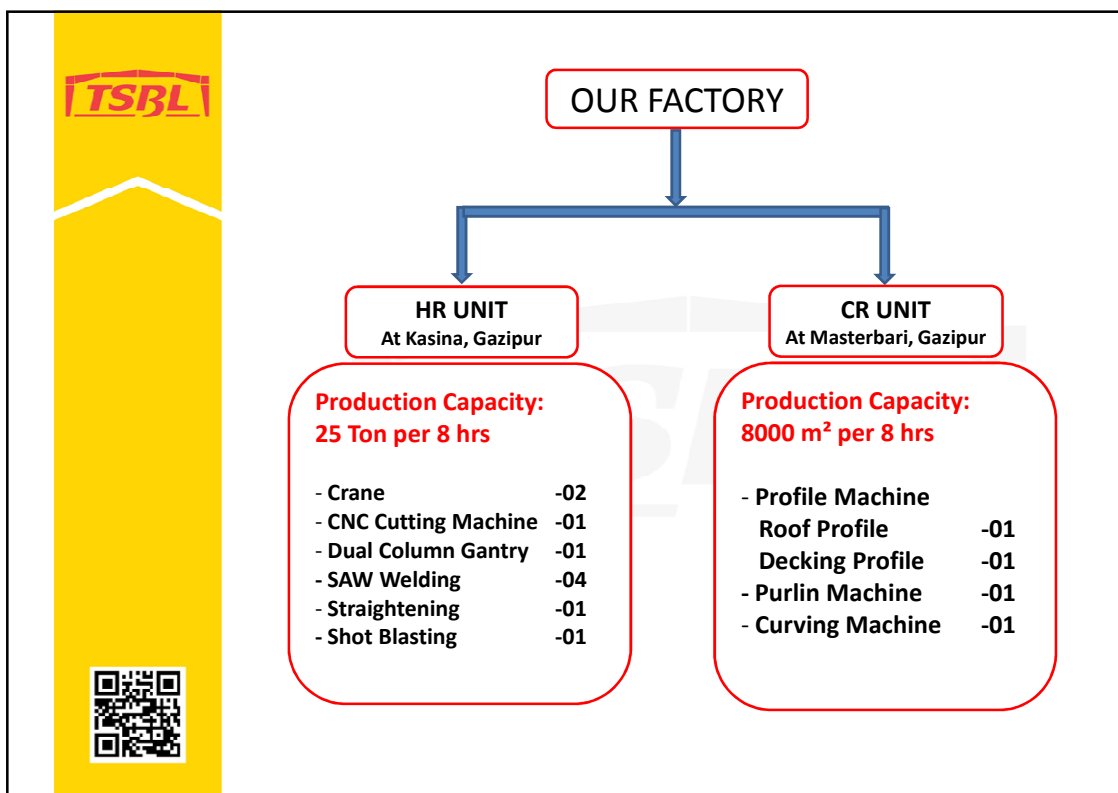 TSBL
OUR FACTORY
HR UNIT
At Kasina, Gazipur
Production Capacity:
25 Ton per 8 hrs
- Crane -02
- CNC Cutting Machine -01
- Dual Column Gantry -01
- SAW Welding -04
- Straightening -01
- Shot Blasting -01
CR UNIT
At Masterbari, Gazipur
Production Capacity:
8000 m² per 8 hrs
- Profile Machine
Roof Profile -01
Decking Profile -01
- Purlin Machine -01
- Curving Machine -01